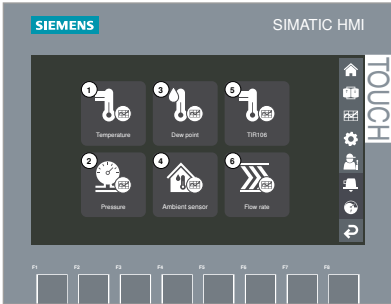 SIEMENS
SIMATIC HMI
TOUCH
1
3
5
Temperature
Dew point
TIR108
2
4
6
Pressure
Ambient sensor
Flow rate
F1
F2
F3
F4
F5
F6
F7
F8